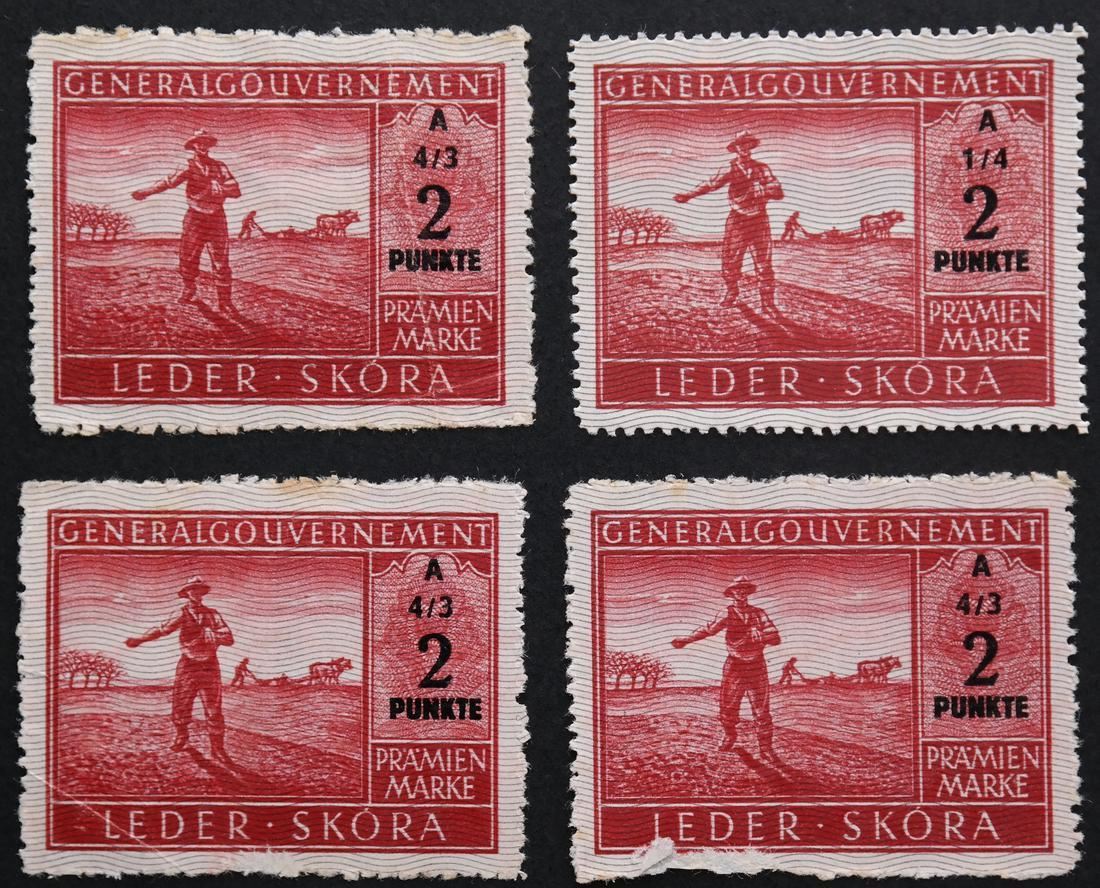 GENERALGOUVERNEMENT
A
4/3
2
PUNKTE
PRÄMIEN
MARKE
LEDER · SKÓRA
GENERALGOUVERNEMENT
A
1/4
2
PUNKTE
PRÄMIEN
MARKE
LEDER · SKÓRA
GENERALGOUVERNEMENT
A
4/3
2
PUNKTE
PRÄMIEN
MARKE
LEDER · SKÓRA
GENERALGOUVERNEMENT
A
4/3
2
PUNKTE
PRÄMIEN
MARKE
LEDER · SKÓRA